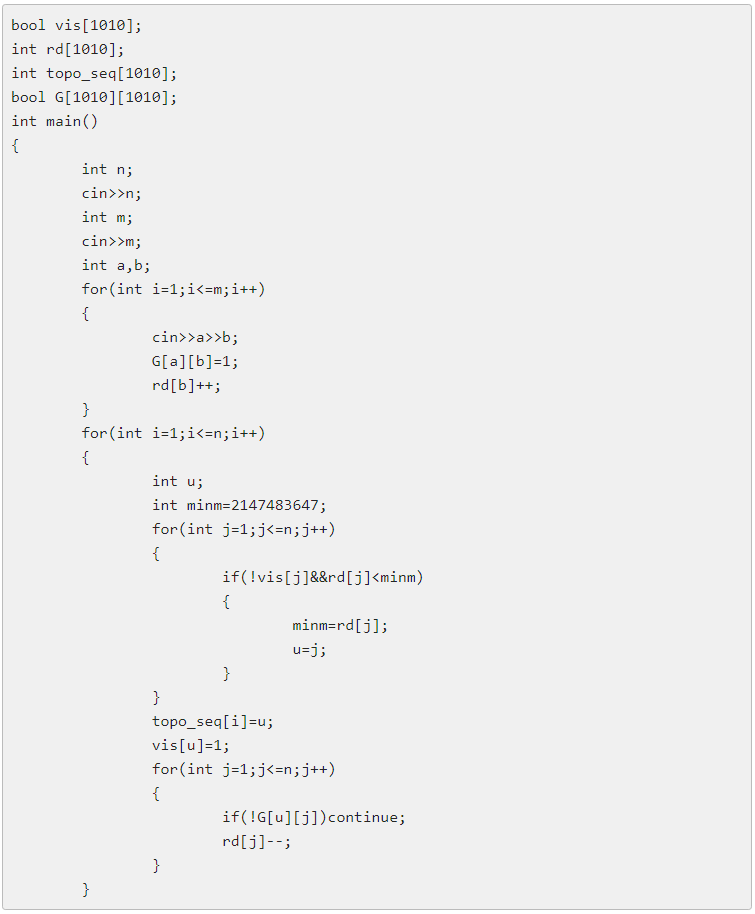 bool vis[1010];
int rd[1010];
int topo_seq[1010];
bool G[1010][1010];
int main()
{
        int n;
        cin>>n;
        int m;
        cin>>m;
        int a,b;
        for(int i=1;i<=m;i++)
        {
                cin>>a>>b;
                G[a][b]=1;
                rd[b]++;
        }
        for(int i=1;i<=n;i++)
        {
                int u;
                int minm=2147483647;
                for(int j=1;j<=n;j++)
                {
                        if(!vis[j]&&rd[j]<minm)
                        {
                                minm=rd[j];
                                u=j;
                        }
                }
                topo_seq[i]=u;
                vis[u]=1;
                for(int j=1;j<=n;j++)
                {
                        if(!G[u][j])continue;
                        rd[j]--;
                }
        }